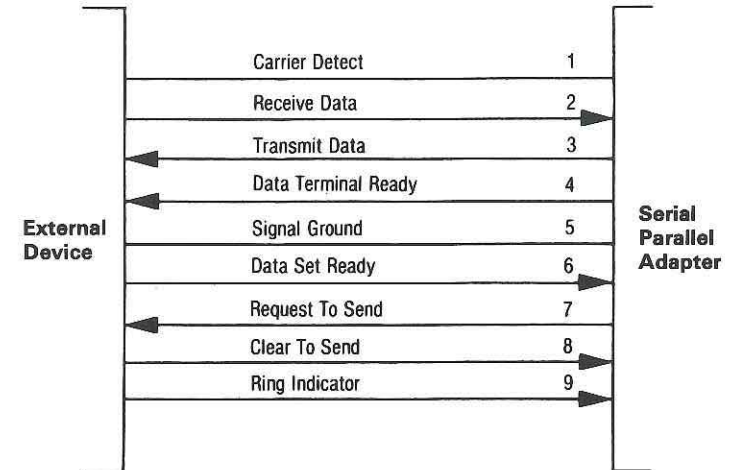 Carrier Detect 1
Receive Data 2
Transmit Data 3
Data Terminal Ready 4
External
Device
Signal Ground 5
Serial
Parallel
Adapter
Data Set Ready 6
Request To Send 7
Clear To Send 8
Ring Indicator 9